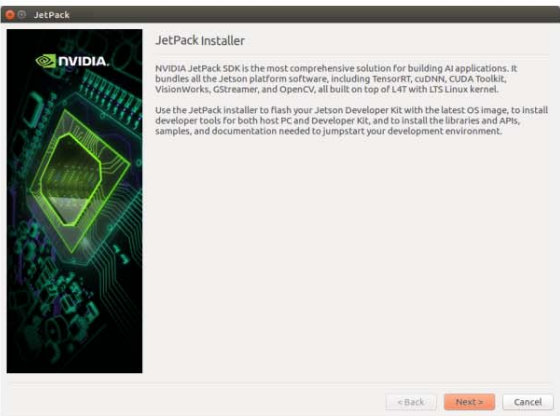 JetPack
NVIDIA.
JetPack Installer
NVIDIA JetPack SDK is the most comprehensive solution for building AI applications. It
bundles all the Jetson platform software, including TensorRT, cuDNN, CUDA Toolkit,
VisionWorks, GStreamer, and OpenCV, all built on top of L4T with LTS Linux kernel.
Use the JetPack installer to flash your Jetson Developer Kit with the latest OS image, to install
developer tools for both host PC and Developer Kit, and to install the libraries and APIs,
samples, and documentation needed to jumpstart your development environment.
< Back Next > Cancel